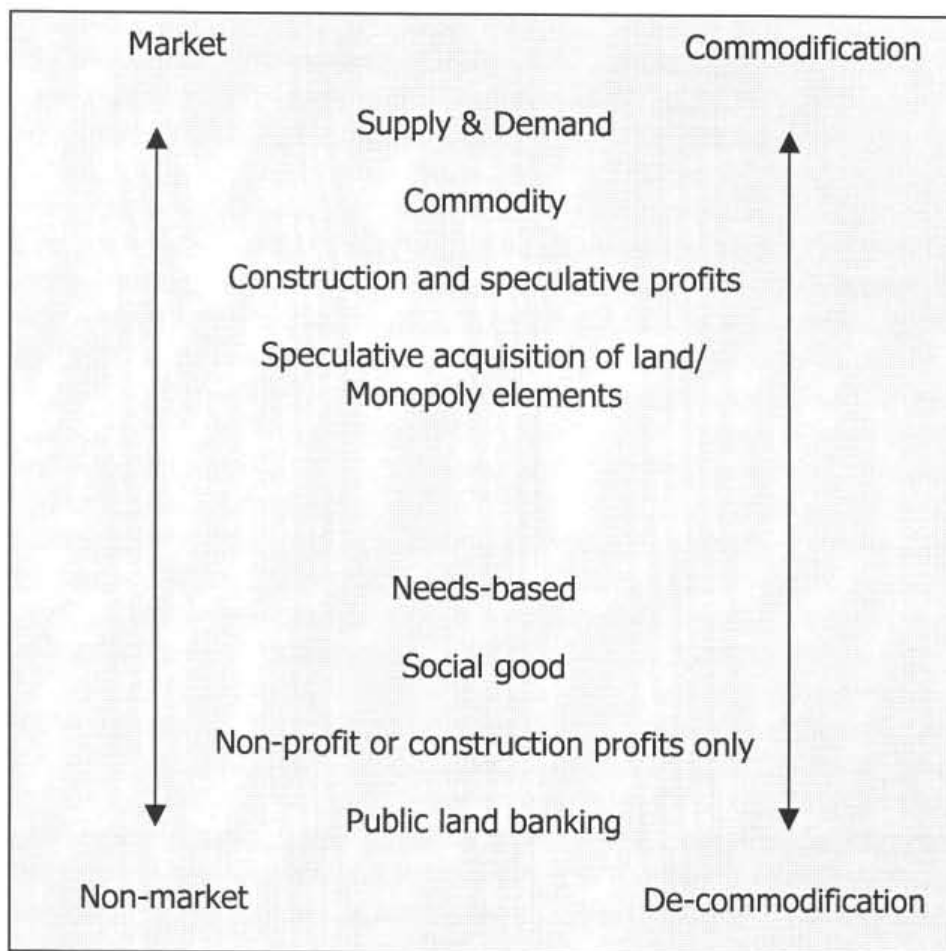 Market
Commodification
Supply & Demand
Commodity
Construction and speculative profits
Speculative acquisition of land/
Monopoly elements
Needs-based
Social good
Non-profit or construction profits only
Public land banking
Non-market
De-commodification